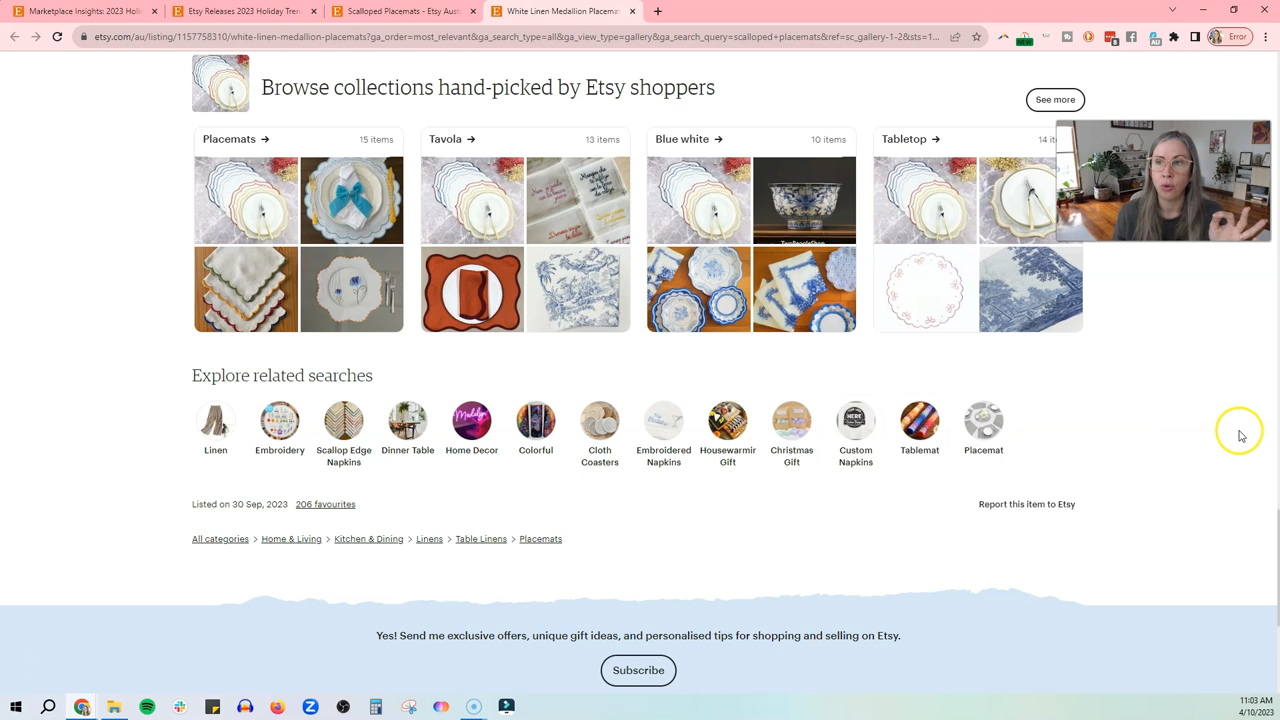 Marketplace Insights: 2023 Holi
Etsy Releases 2023 Holiday Tren
Scalloped Placemats - Etsy Aust
White Linen Medallion Placemat
etsy.com/au/listing/1157758310/white-linen-medallion-placemats?ga_order=most_relevant&ga_search_type=all&ga_view_type=gallery&ga_search_query=scalloped+placemats&ref=sc_gallery-1-2&sts=1...
Error
Browse collections hand-picked by Etsy shoppers
See more
Placemats → 15 items
Tavola → 13 items
Blue white → 10 items
Tabletop → 14 it
Explore related searches
Linen
Embroidery
Scallop Edge
Napkins
Dinner Table
Home Decor
Colorful
Cloth
Coasters
Embroidered
Napkins
Housewarmir
Gift
Christmas
Gift
Custom
Napkins
Tablemat
Placemat
Listed on 30 Sep, 2023 206 favourites
Report this item to Etsy
All categories > Home & Living > Kitchen & Dining > Linens > Table Linens > Placemats
Yes! Send me exclusive offers, unique gift ideas, and personalised tips for shopping and selling on Etsy.
Subscribe
11:03 AM
4/10/2023